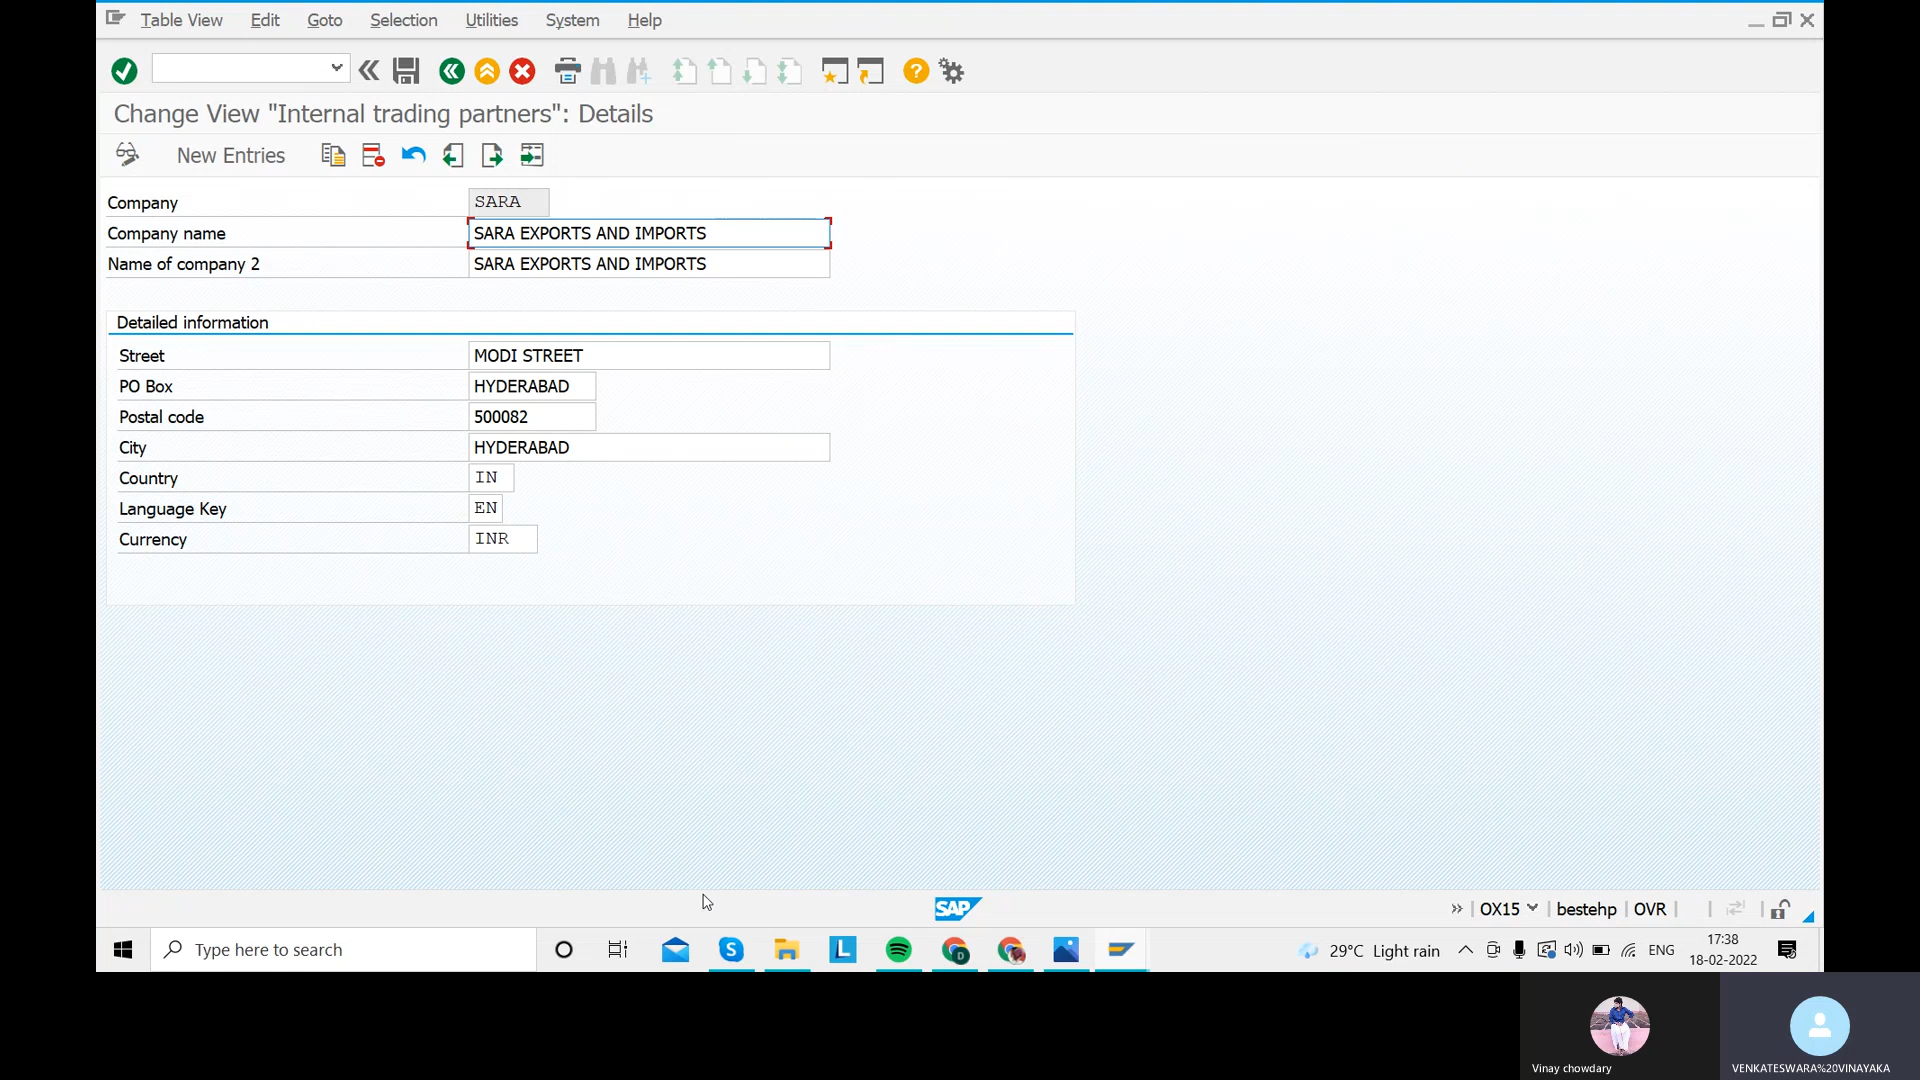 Table View Edit Goto Selection Utilities System Help
Change View "Internal trading partners": Details
New Entries
Company SARA
Company name SARA EXPORTS AND IMPORTS
Name of company 2 SARA EXPORTS AND IMPORTS
Detailed information
Street MODI STREET
PO Box HYDERABAD
Postal code 500082
City HYDERABAD
Country IN
Language Key EN
Currency INR
SAP OX15 bestehp OVR
Type here to search S L D 29°C Light rain ENG 17:38
18-02-2022
Vinay chowdary VENKATESWARA%20VINAYAKA